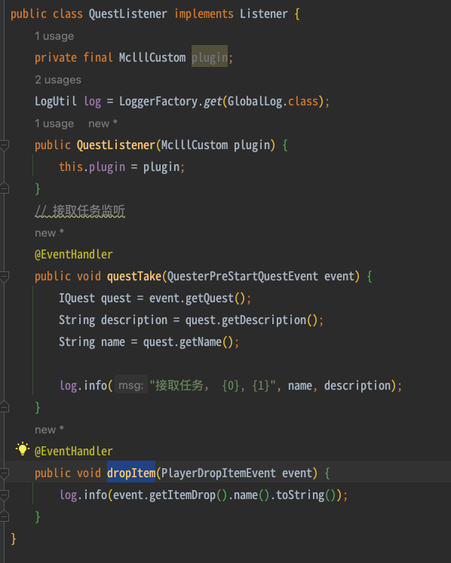 public class QuestListener implements Listener {
1 usage
private final MclllCustom plugin;
2 usages
LogUtil log = LoggerFactory.get(GlobalLog.class);
1 usage new *
public QuestListener(MclllCustom plugin) {
this.plugin = plugin;
}
// 接取任务监听
new *
@EventHandler
public void questTake(QuesterPreStartQuestEvent event) {
IQuest quest = event.getQuest();
String description = quest.getDescription();
String name = quest.getName();
log.info( msg: "接取任务, {0}, {1}", name, description);
}
new *
@EventHandler
public void dropItem(PlayerDropItemEvent event) {
log.info(event.getItemDrop().name().toString());
}
}